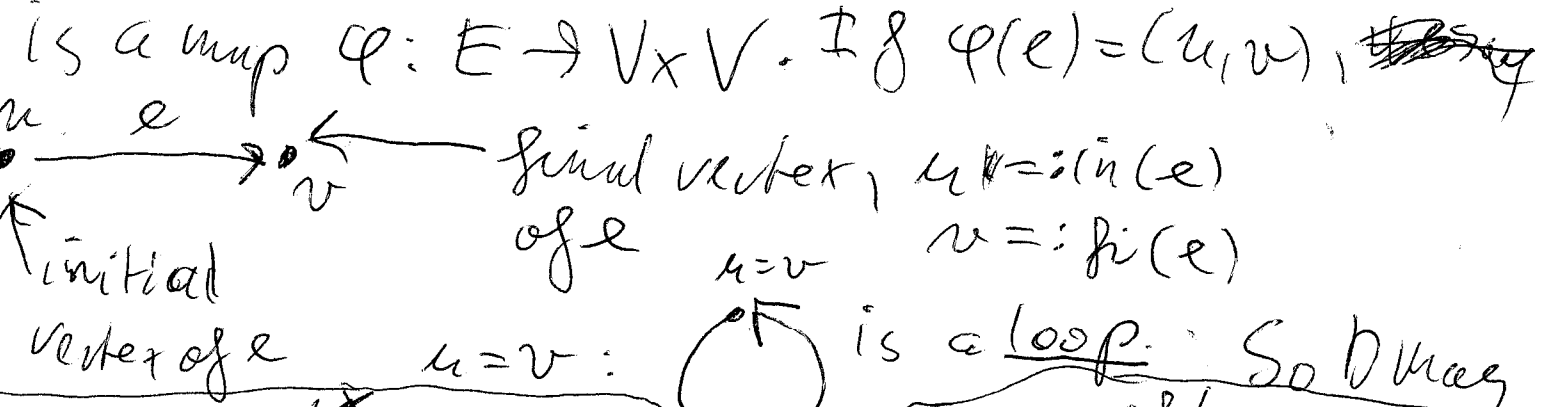 is a map φ: E → V×V. If φ(e)=(u,v),
u e
v
final vertex, u =: in(e)
of e v =: fi(e)
initial
vertex of e u=v : u=v is a loop. So D may